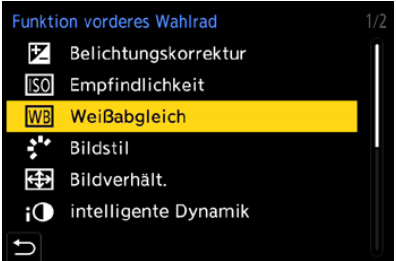 Funktion vorderes Wahlrad 1/2
Belichtungskorrektur
ISO Empfindlichkeit
WB Weißabgleich
Bildstil
Bildverhält.
i intelligente Dynamik